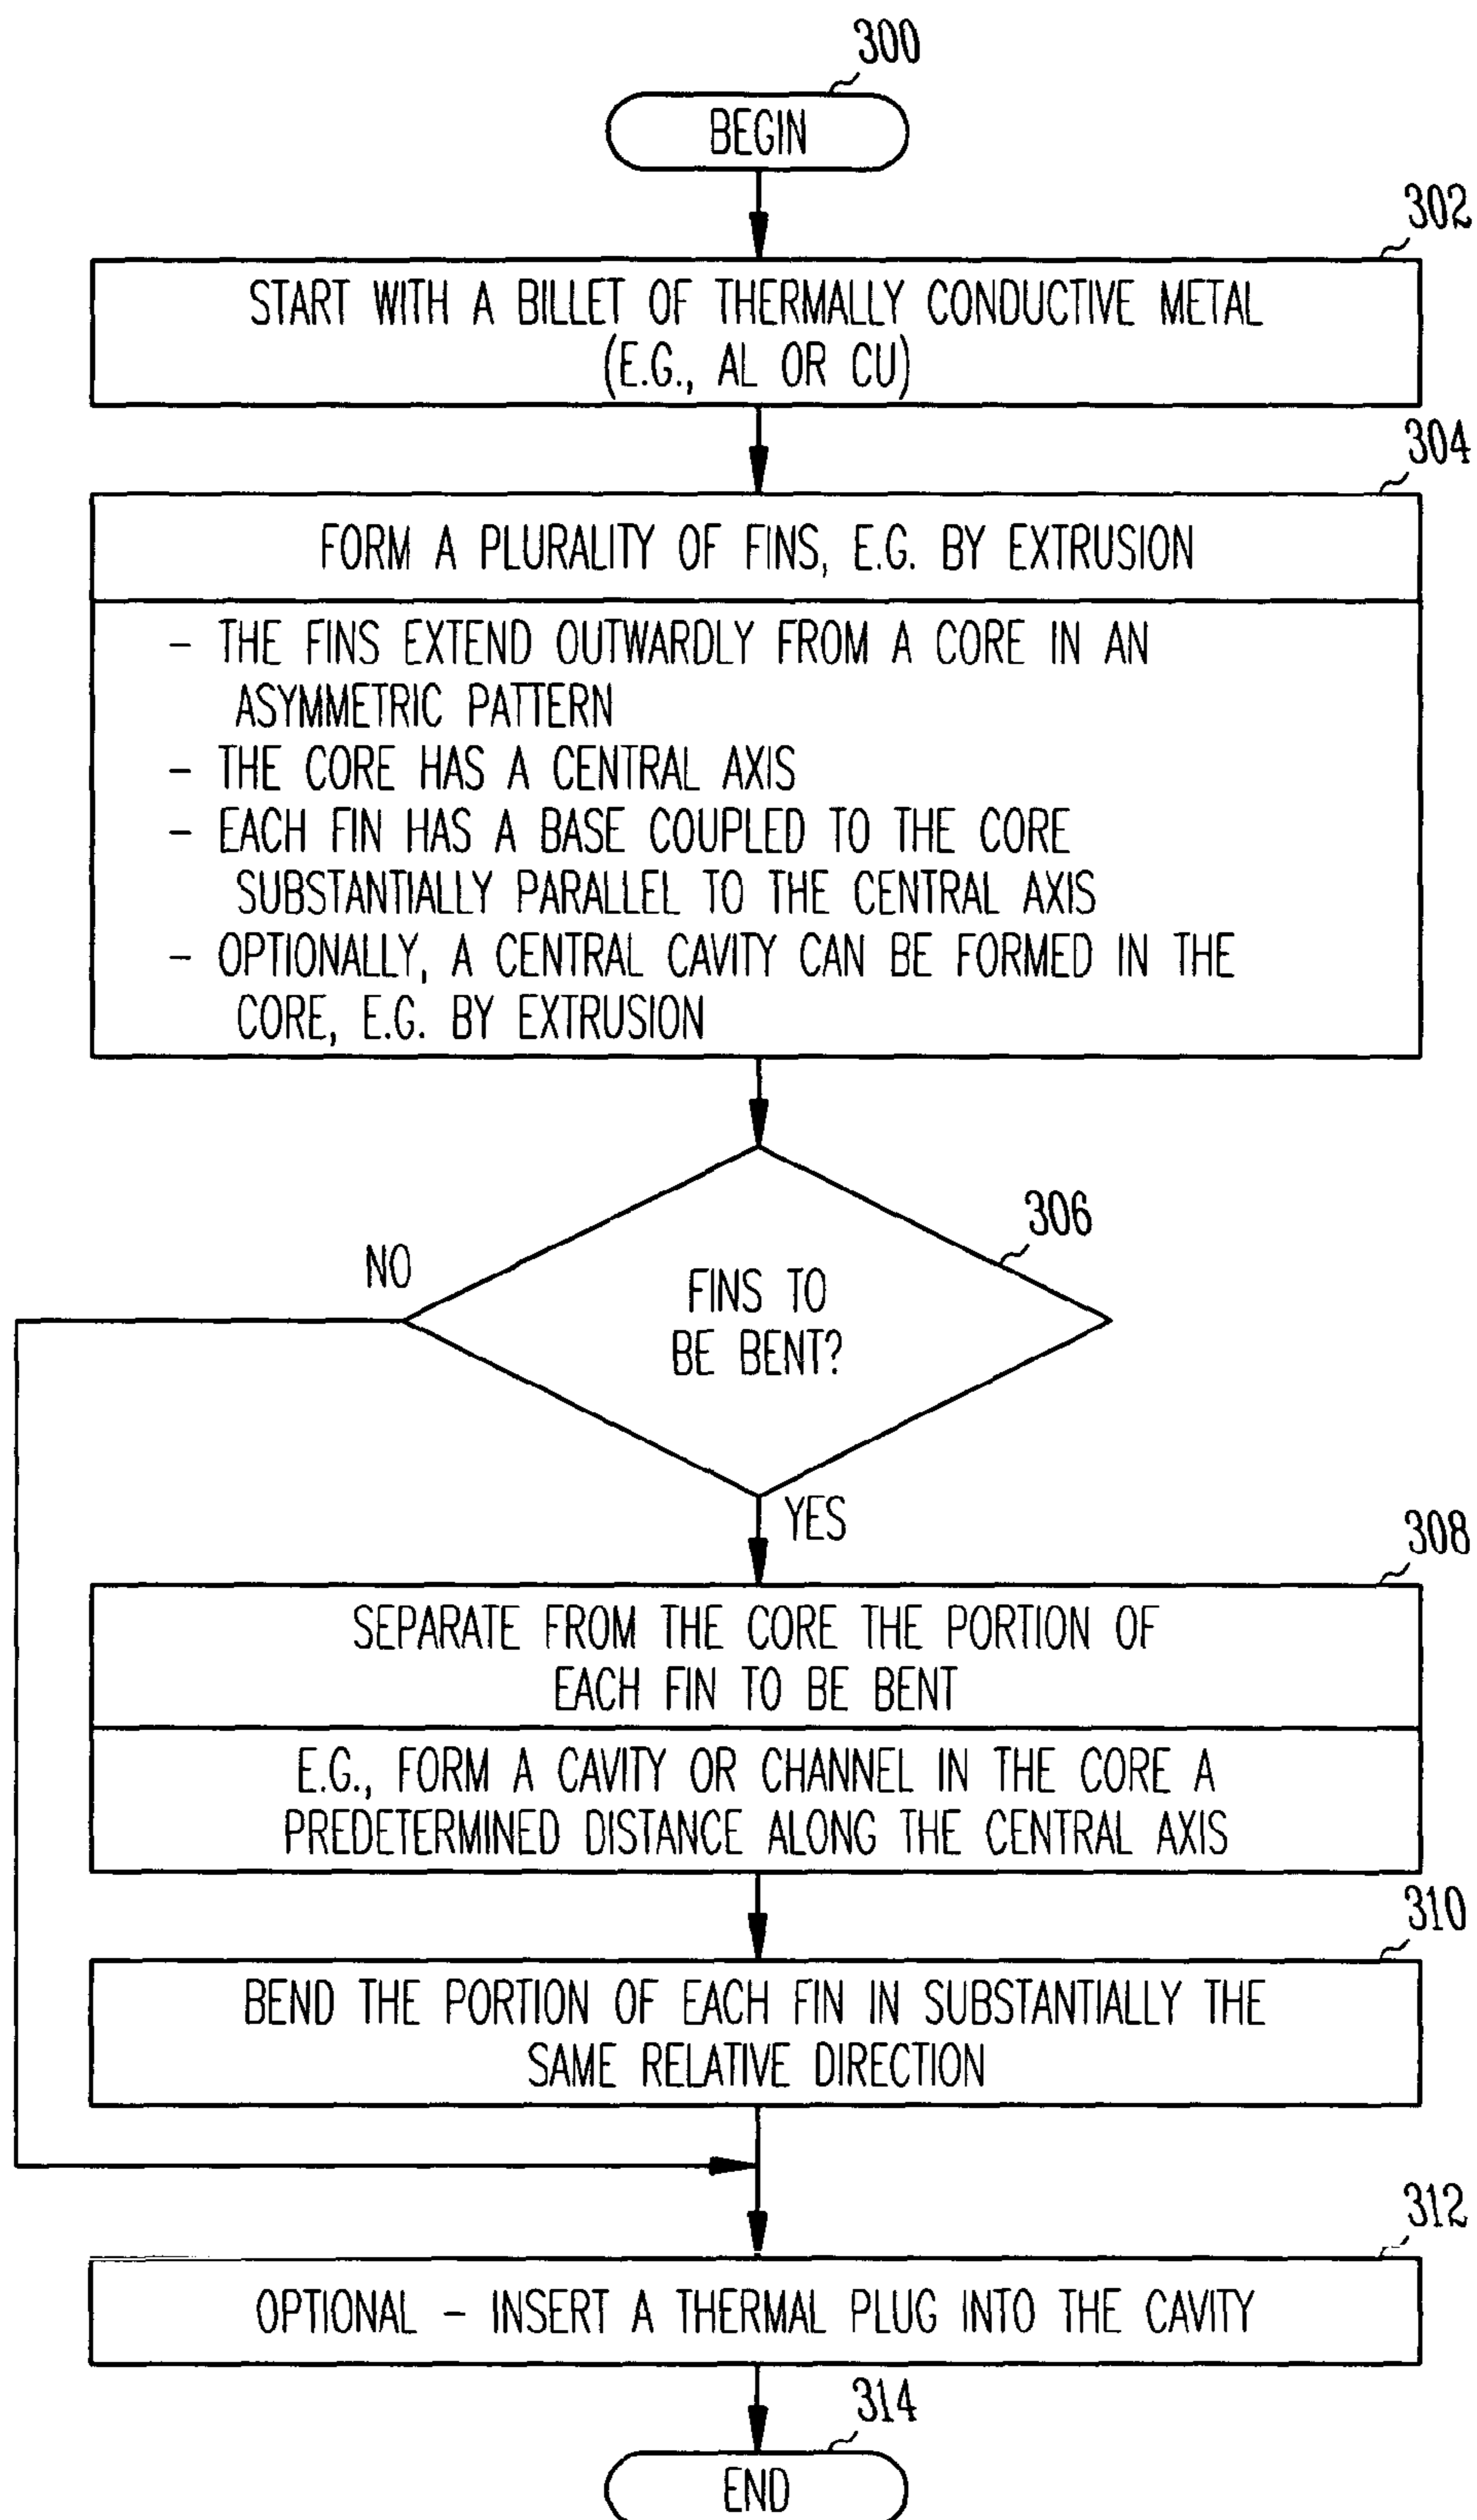 300
BEGIN
302
START WITH A BILLET OF THERMALLY CONDUCTIVE METAL
(E.G., AL OR CU)
304
FORM A PLURALITY OF FINS, E.G. BY EXTRUSION
- THE FINS EXTEND OUTWARDLY FROM A CORE IN AN
ASYMMETRIC PATTERN
- THE CORE HAS A CENTRAL AXIS
- EACH FIN HAS A BASE COUPLED TO THE CORE
SUBSTANTIALLY PARALLEL TO THE CENTRAL AXIS
- OPTIONALLY, A CENTRAL CAVITY CAN BE FORMED IN THE
CORE, E.G. BY EXTRUSION
306
NO
FINS TO
BE BENT?
YES
308
SEPARATE FROM THE CORE THE PORTION OF
EACH FIN TO BE BENT
E.G., FORM A CAVITY OR CHANNEL IN THE CORE A
PREDETERMINED DISTANCE ALONG THE CENTRAL AXIS
310
BEND THE PORTION OF EACH FIN IN SUBSTANTIALLY THE
SAME RELATIVE DIRECTION
312
OPTIONAL - INSERT A THERMAL PLUG INTO THE CAVITY
314
END